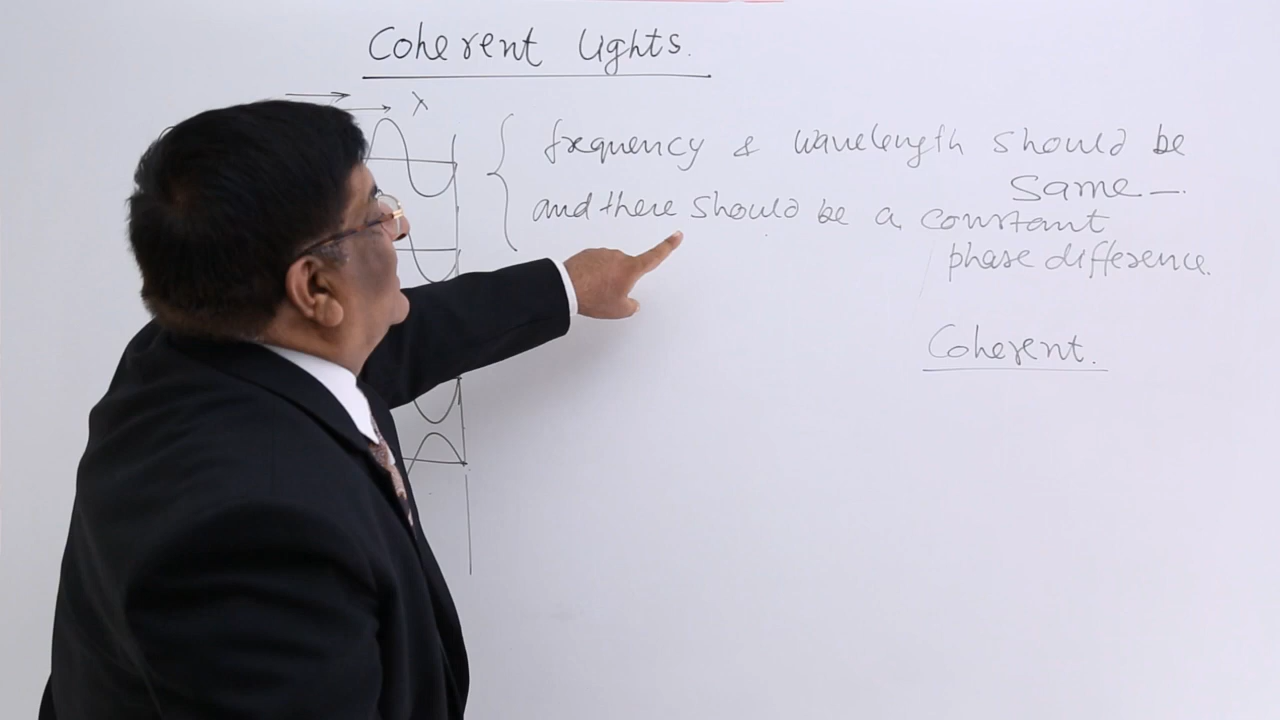 Coherent Lights.
λ
frequency & wavelength should be
same –.
and there should be a constant
phase difference.
Coherent.